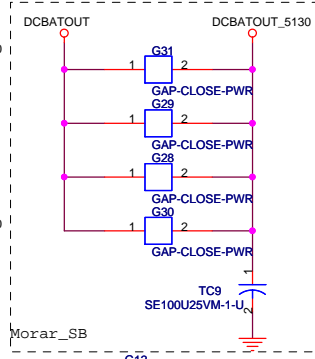 DCBATOUT DCBATOUT_5130
G31
1 2
GAP-CLOSE-PWR
G29
1 2
GAP-CLOSE-PWR
G28
1 2
GAP-CLOSE-PWR
G30
1 2
GAP-CLOSE-PWR
1
TC9
SE100U25VM-1-U
2
Morar_SB